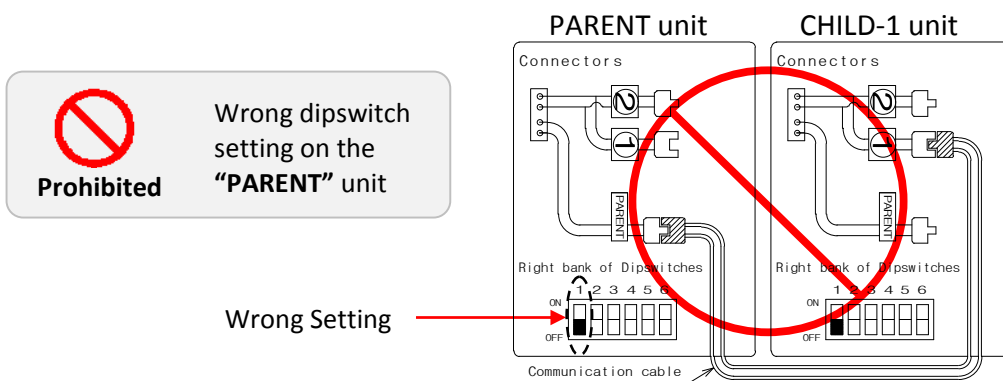 PARENT unit
CHILD-1 unit
Connectors
Connectors
2
2
1
1
Prohibited
Wrong dipswitch
setting on the
“PARENT” unit
PARENT
PARENT
Right bank of Dipswitches
Right bank of Dipswitches
1 2 3 4 5 6
1 2 3 4 5 6
ON
ON
OFF
OFF
Wrong Setting
Communication cable